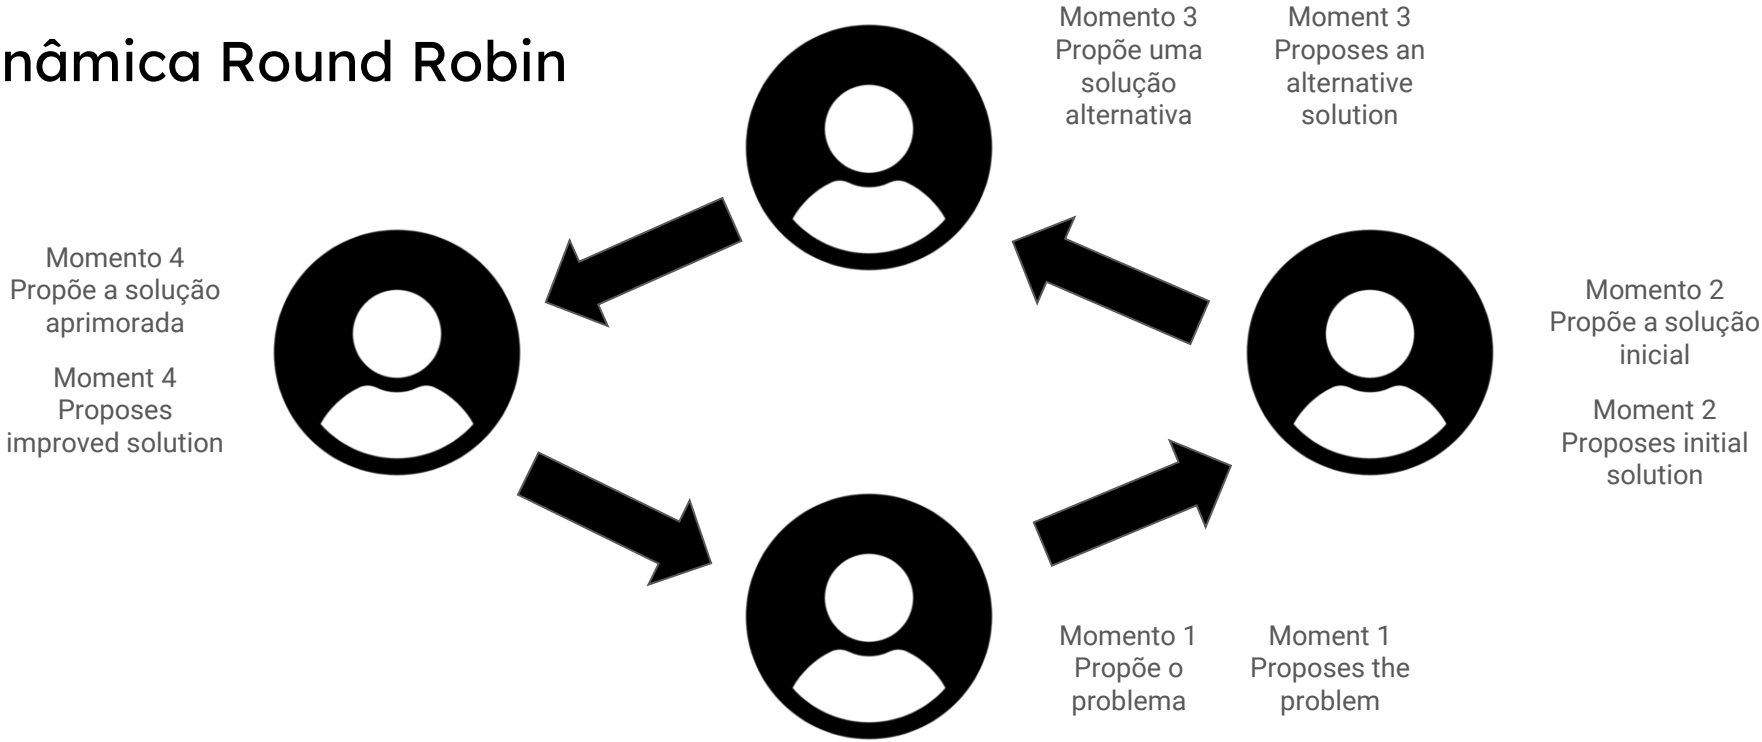 nâmica Round Robin
Momento 3
Propõe uma
solução
alternativa
Moment 3
Proposes an
alternative
solution
Momento 4
Propõe a solução
aprimorada
Moment 4
Proposes
improved solution
Momento 2
Propõe a solução
inicial
Moment 2
Proposes initial
solution
Momento 1
Propõe o
problema
Moment 1
Proposes the
problem